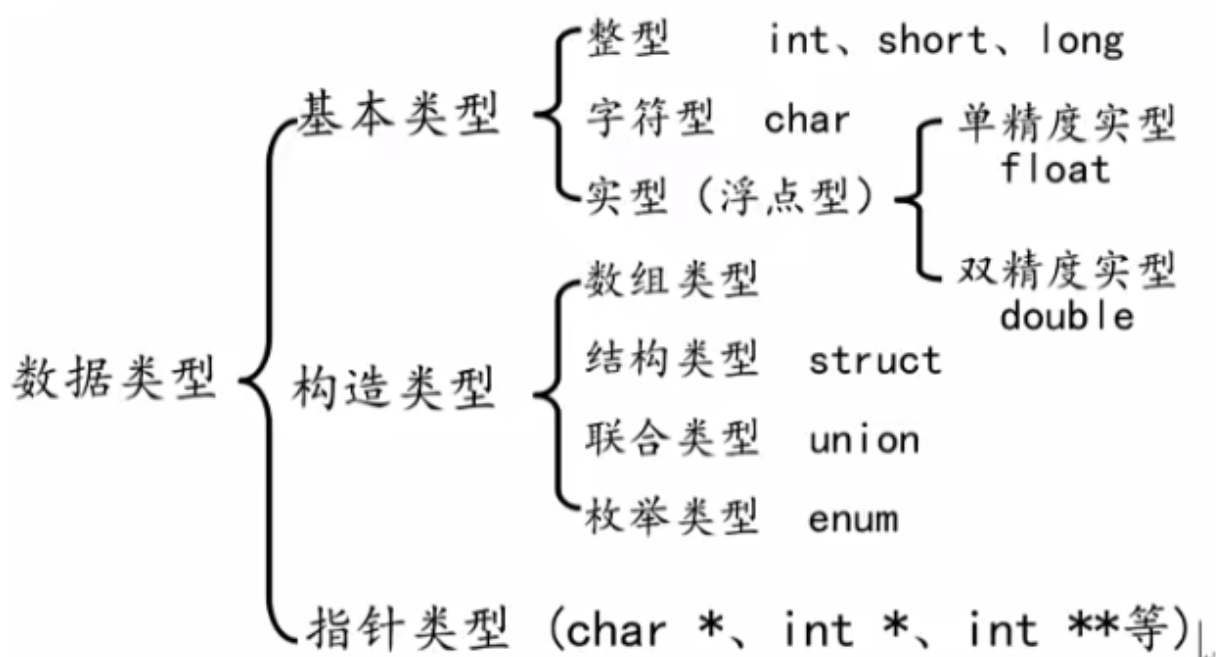 整型 int、short、long
基本类型
字符型 char
单精度实型
float
实型（浮点型）
双精度实型
double
数据类型
构造类型
数组类型
结构类型 struct
联合类型 union
枚举类型 enum
指针类型（char *、int *、int **等）